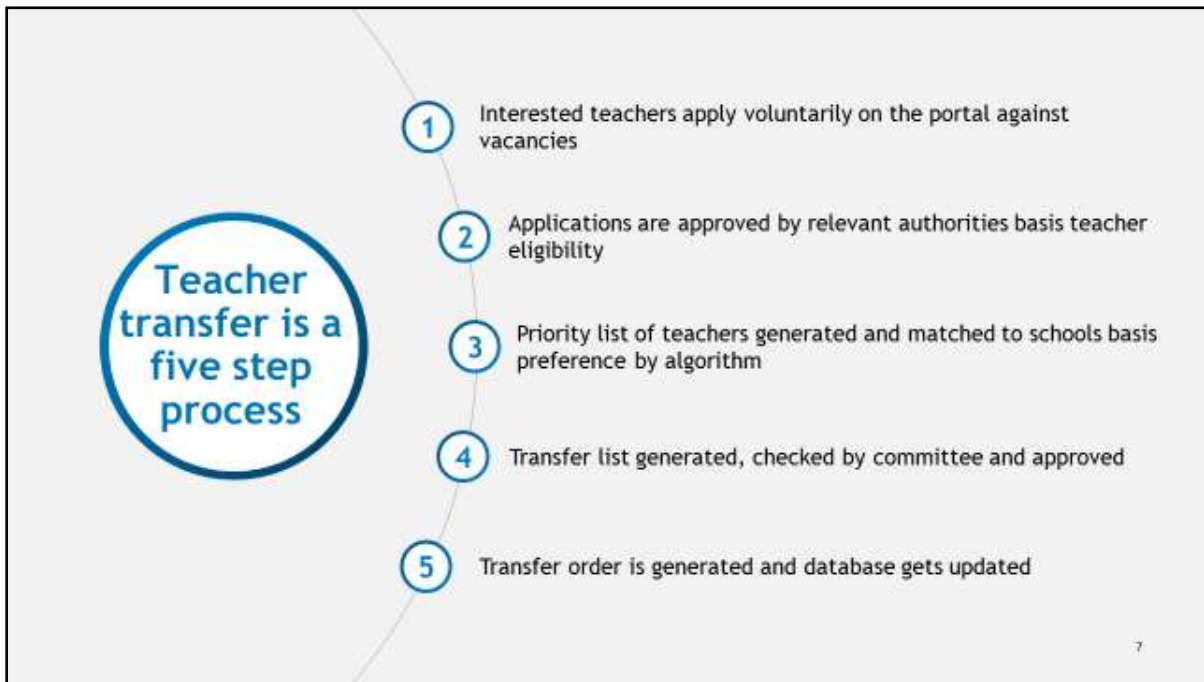 Teacher
transfer is a
five step
process
1
Interested teachers apply voluntarily on the portal against
vacancies
2
Applications are approved by relevant authorities basis teacher
eligibility
3
Priority list of teachers generated and matched to schools basis
preference by algorithm
4
Transfer list generated, checked by committee and approved
5
Transfer order is generated and database gets updated
7